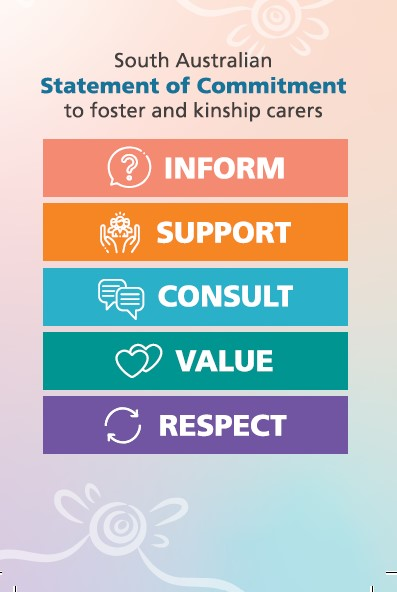 South Australian
Statement of Commitment
to foster and kinship carers
INFORM
SUPPORT
CONSULT
VALUE
RESPECT